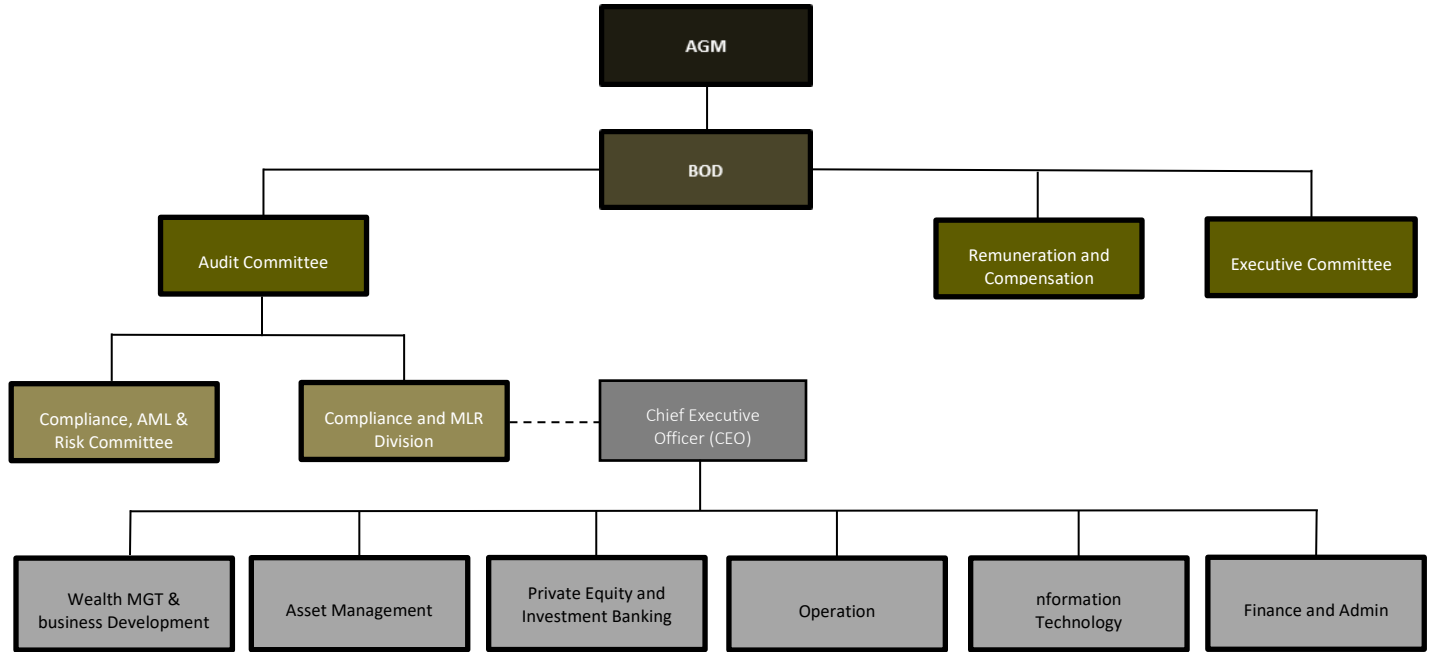 AGM
BOD
Audit Committee
Remuneration and
Compensation
Executive Committee
Compliance, AML &
Risk Committee
Compliance and MLR
Division
Chief Executive
Officer (CEO)
Wealth MGT &
business Development
Asset Management
Private Equity and
Investment Banking
Operation
nformation
Technology
Finance and Admin